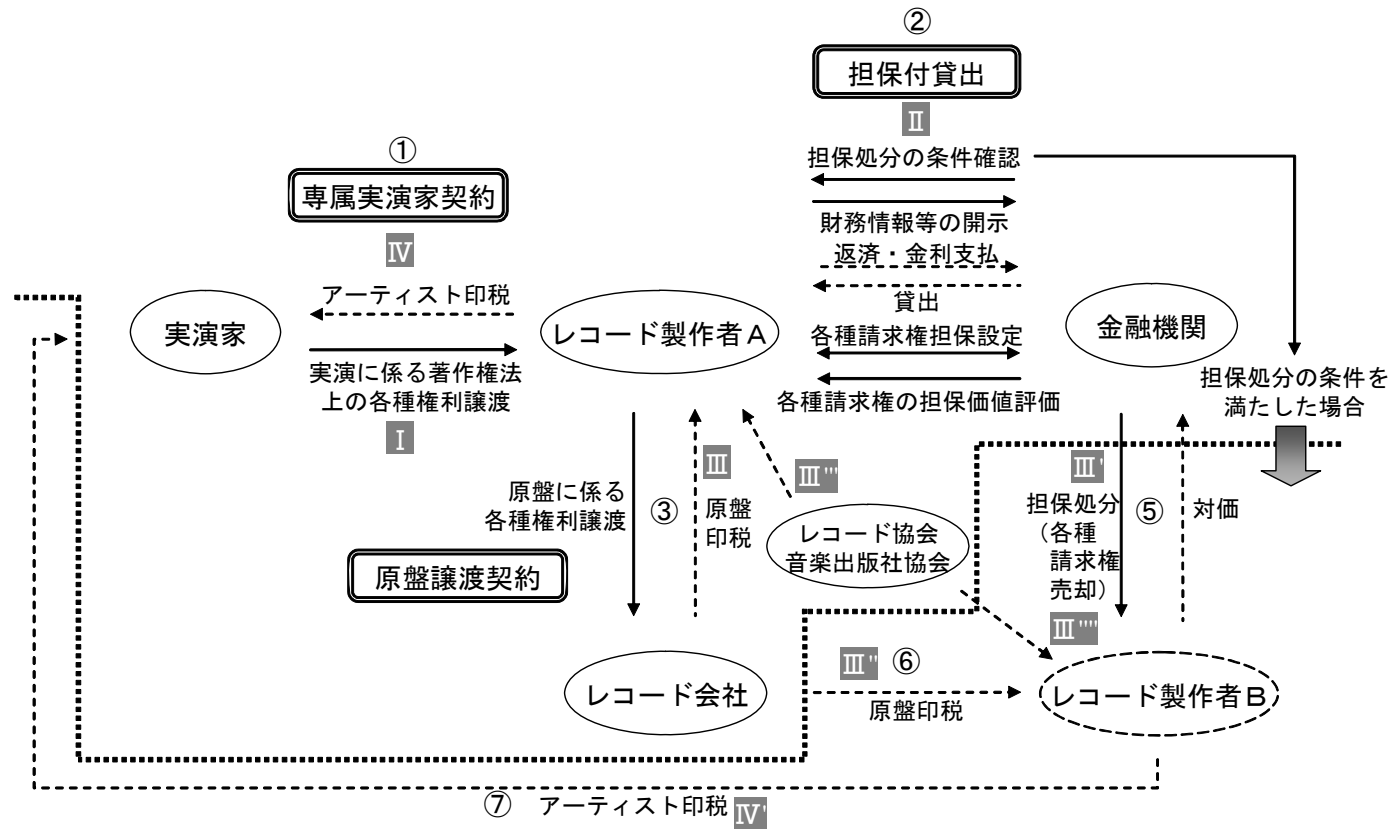 ②
担保付貸出
Ⅱ
担保処分の条件確認
財務情報等の開示
返済・金利支払
貸出
各種請求権担保設定
各種請求権の担保価値評価
①
専属実演家契約
Ⅳ
アーティスト印税
実演家
レコード製作者A
金融機関
実演に係る著作権法
上の各種権利譲渡
Ⅰ
担保処分の条件を
満たした場合
原盤に係る
各種権利譲渡
③
Ⅲ
原盤
印税
Ⅲ'''
レコード協会
音楽出版社協会
Ⅲ'
担保処分
(各種
請求権
売却)
⑤
対価
原盤譲渡契約
Ⅲ''''
レコード会社
Ⅲ'' ⑥
原盤印税
レコード製作者B
⑦ アーティスト印税 Ⅳ'